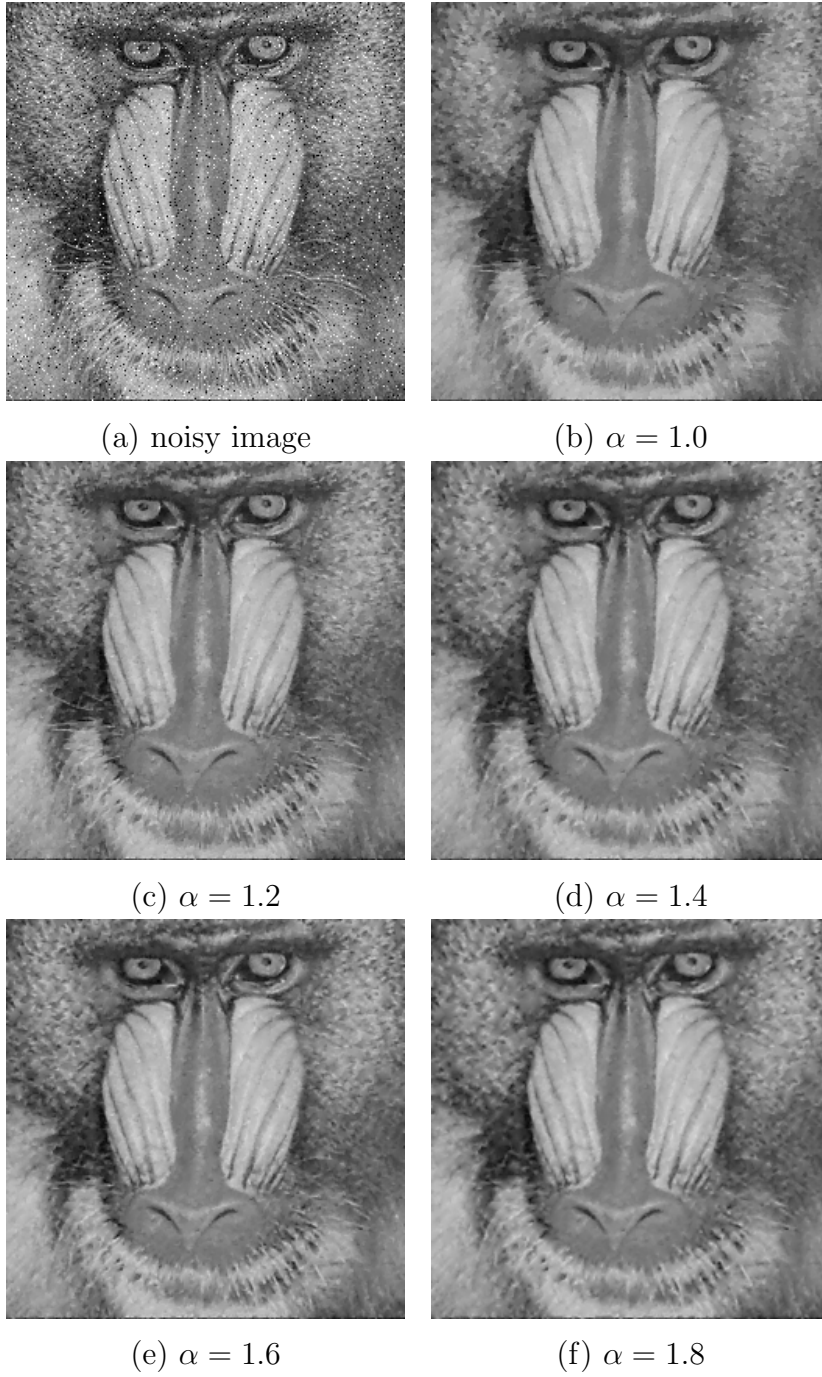 (a) noisy image
(b) α = 1.0
(c) α = 1.2
(d) α = 1.4
(e) α = 1.6
(f) α = 1.8